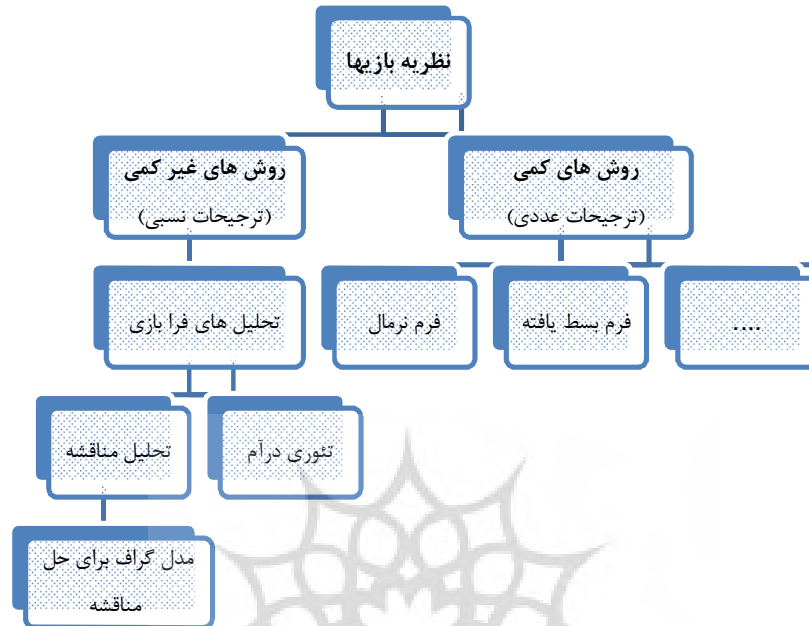 نظریه بازیها
روش های کمی
(ترجیحات عددی)
روش های غیر کمی
(ترجیحات نسبی)
....
فرم بسط یافته
فرم نرمال
تحلیل های فرا بازی
تئوری درآم
تحلیل مناقشه
مدل گراف برای حل
مناقشه